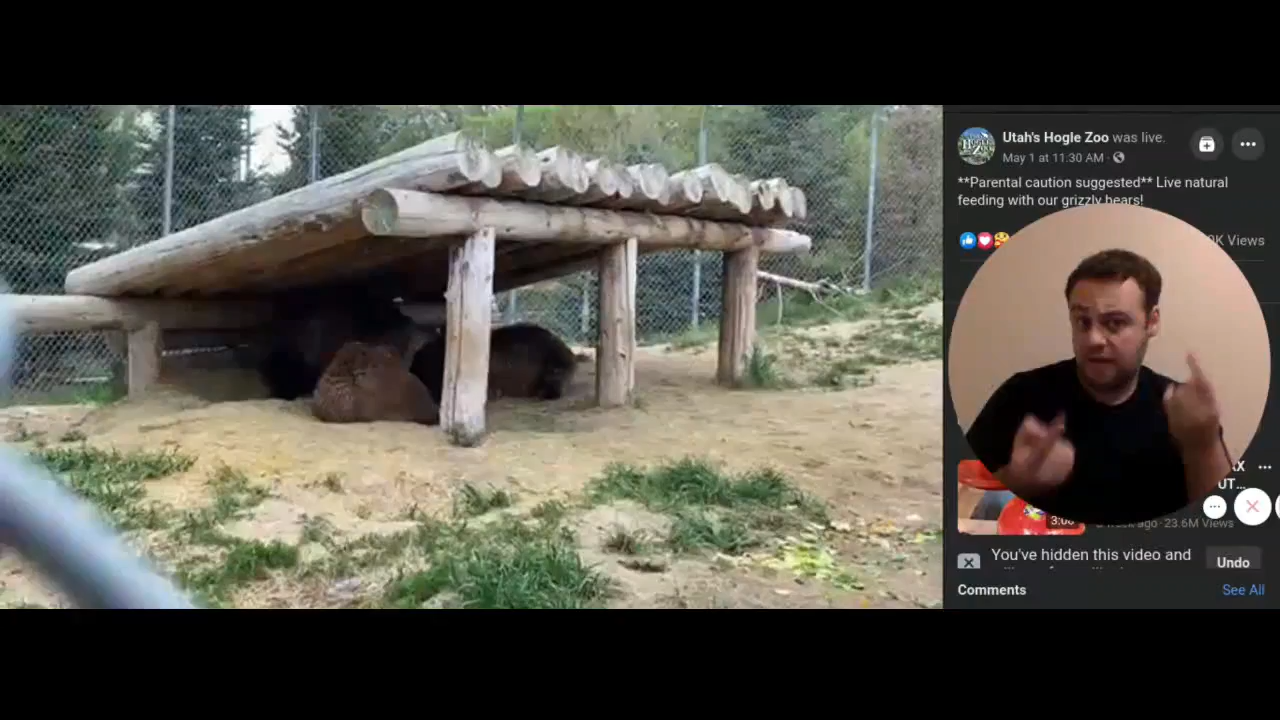 Utah's Hogle Zoo was live.
May 1 at 11:30 AM
**Parental caution suggested** Live natural
feeding with our grizzly bears!
Views
UT…
3:06
week ago · 23.6M Views
You've hidden this video and
Undo
Comments
See All